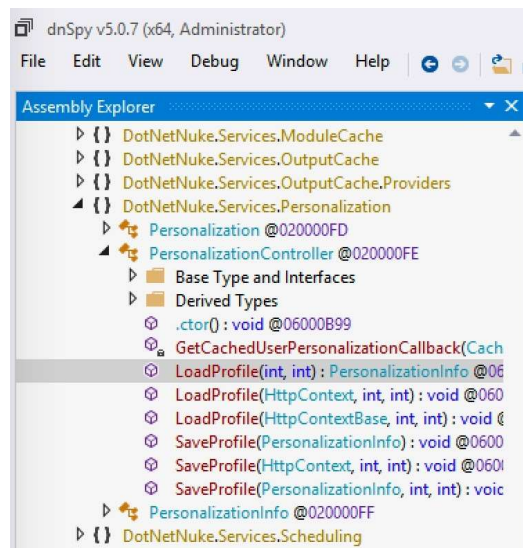 dnSpy v5.0.7 (x64, Administrator)
File Edit View Debug Window Help
Assembly Explorer
{ } DotNetNuke.Services.ModuleCache
{ } DotNetNuke.Services.OutputCache
{ } DotNetNuke.Services.OutputCache.Providers
{ } DotNetNuke.Services.Personalization
Personalization @020000FD
PersonalizationController @020000FE
Base Type and Interfaces
Derived Types
.ctor() : void @06000B99
GetCachedUserPersonalizationCallback(Cach
LoadProfile(int, int) : PersonalizationInfo @06
LoadProfile(HttpContext, int, int) : void @060
LoadProfile(HttpContextBase, int, int) : void @
SaveProfile(PersonalizationInfo) : void @0600
SaveProfile(HttpContext, int, int) : void @060
SaveProfile(PersonalizationInfo, int, int) : void
PersonalizationInfo @020000FF
{ } DotNetNuke.Services.Scheduling